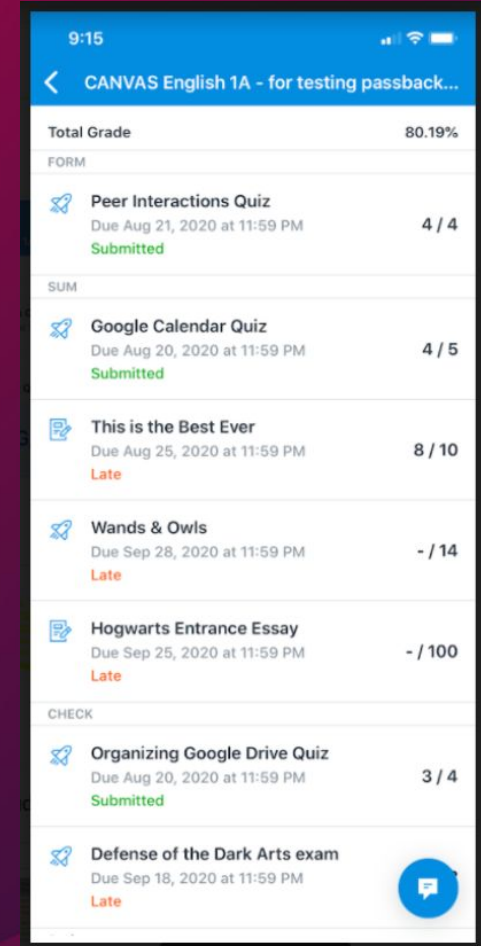 9:15
CANVAS English 1A - for testing passback...
Total Grade 80.19%
FORM
Peer Interactions Quiz
Due Aug 21, 2020 at 11:59 PM 4 / 4
Submitted
SUM
Google Calendar Quiz
Due Aug 20, 2020 at 11:59 PM 4 / 5
Submitted
This is the Best Ever
Due Aug 25, 2020 at 11:59 PM 8 / 10
Late
Wands & Owls
Due Sep 28, 2020 at 11:59 PM - / 14
Late
Hogwarts Entrance Essay
Due Sep 25, 2020 at 11:59 PM - / 100
Late
CHECK
Organizing Google Drive Quiz
Due Aug 20, 2020 at 11:59 PM 3 / 4
Submitted
Defense of the Dark Arts exam
Due Sep 18, 2020 at 11:59 PM
Late